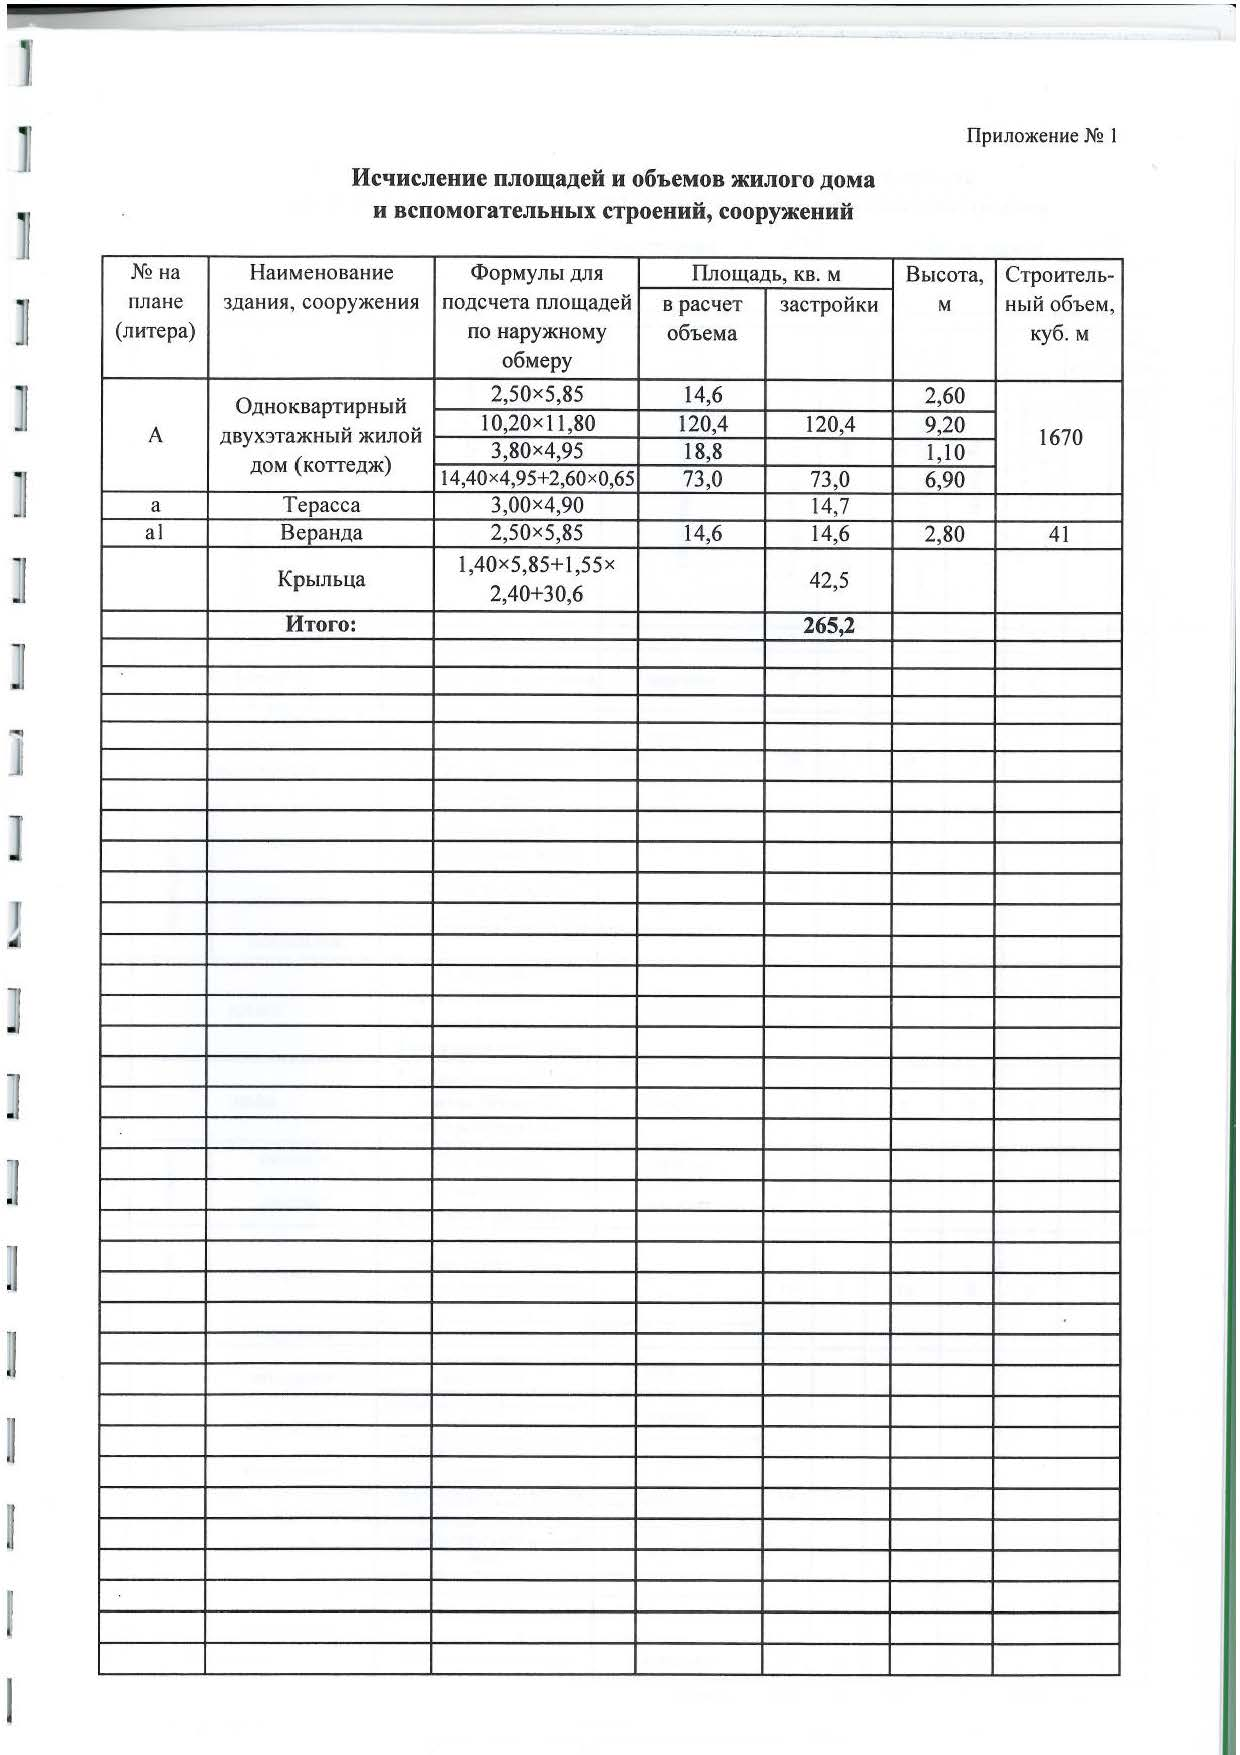 Приложение № 1
Исчисление площадей и объемов жилого дома
и вспомогательных строений, сооружений
№ на плане (литера) Наименование здания, сооружения Формулы для подсчета площадей по наружному обмеру Площадь, кв. м Высота, м Строитель-ный объем, куб. м
в расчет объема застройки
А Одноквартирный двухэтажный жилой дом (коттедж) 2,50×5,85 14,6 2,60 1670
10,20×11,80 120,4 120,4 9,20
3,80×4,95 18,8 1,10
14,40×4,95+2,60×0,65 73,0 73,0 6,90
а Терасса 3,00×4,90 14,7
а1 Веранда 2,50×5,85 14,6 14,6 2,80 41
Крыльца 1,40×5,85+1,55× 2,40+30,6 42,5
Итого: 265,2